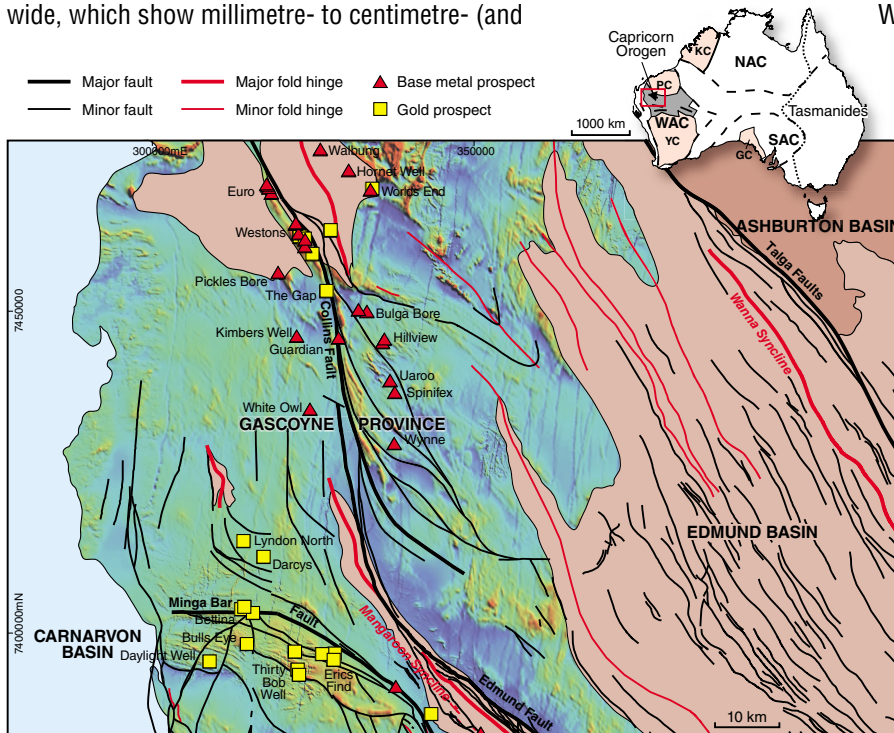 wide, which show millimetre- to centimetre- (and
W
Major fault
Major fold hinge
Base metal prospect
Minor fault
Minor fold hinge
Gold prospect
Capricorn
Orogen
KC
NAC
PC
WAC
YC
Tasmanides
SAC
GC
1000 km
300000mE
350000
Walbung
Hornet Well
Worlds End
Euro
Westons
ASHBURTON BASIN
Talga Faults
Pickles Bore
The Gap
7450000
Collins Fault
Bulga Bore
Wanna Syncline
Kimbers Well
Guardian
Hillview
Uaroo
Spinifex
White Owl
GASCOYNE PROVINCE
Wynne
Lyndon North
Darcys
EDMUND BASIN
Minga Bar
Fault
Bettina
740000mN
CARNARVON
BASIN
Bulls Eye
Daylight Well
Thirty
Bob
Well
Erics
Find
Mangaroon Syncline
Edmund Fault
10 km